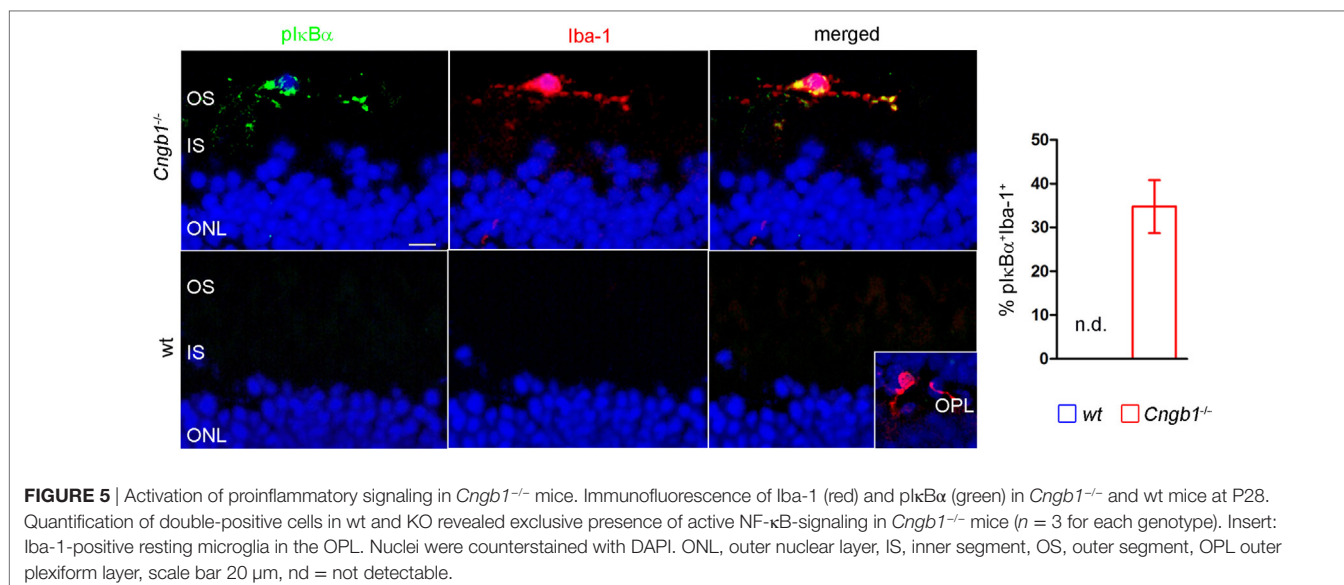 pIκBα
Iba-1
merged
Cngb1-/-
OS
IS
ONL
wt
OS
IS
ONL
OPL
% pIκBα+Iba-1+
50
40
30
20
10
0
n.d.
wt
Cngb1-/-
FIGURE 5 | Activation of proinflammatory signaling in Cngb1−/− mice. Immunofluorescence of Iba-1 (red) and pIκBα (green) in Cngb1−/− and wt mice at P28.
Quantification of double-positive cells in wt and KO revealed exclusive presence of active NF-κB-signaling in Cngb1−/− mice (n = 3 for each genotype). Insert:
Iba-1-positive resting microglia in the OPL. Nuclei were counterstained with DAPI. ONL, outer nuclear layer, IS, inner segment, OS, outer segment, OPL outer
plexiform layer, scale bar 20 µm, nd = not detectable.